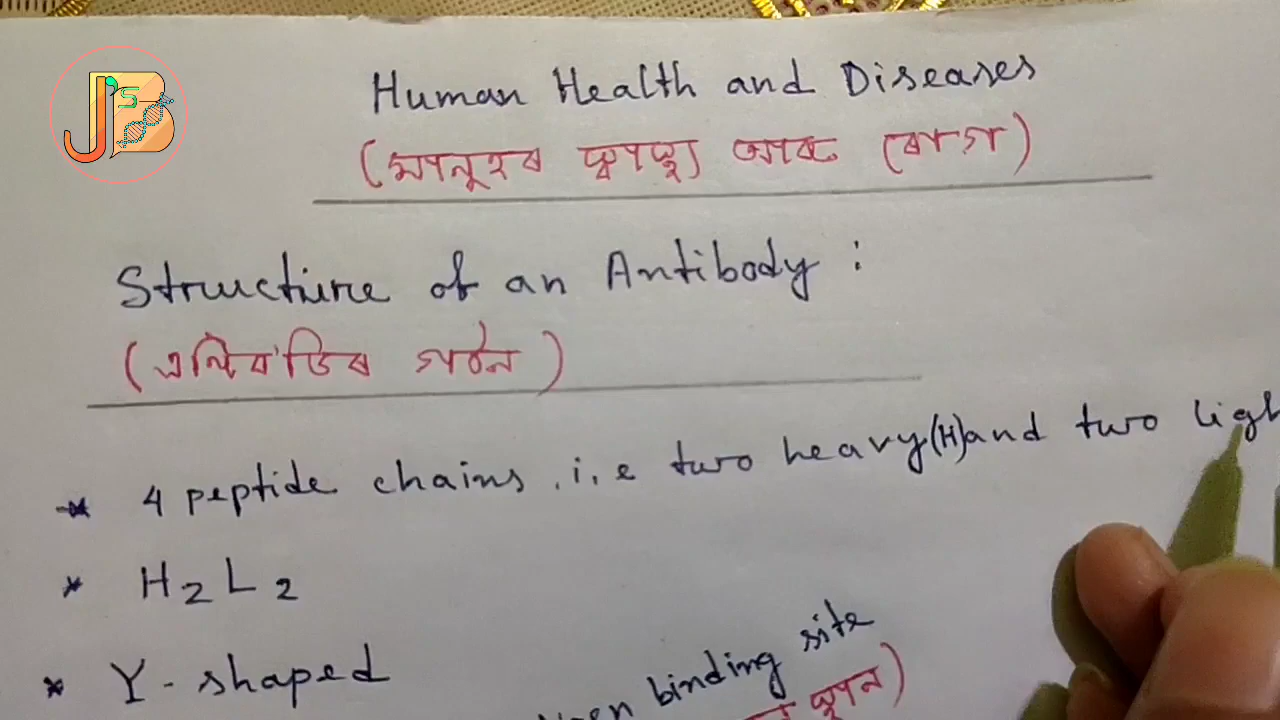 J'S B
Human Health and Diseases
(মানুহৰ স্বাস্থ্য আৰু ৰোগ)
Structure of an Antibody :
(এন্টিবডিৰ গঠন)
* 4 peptide chains, i.e two heavy(H)and two
* H2L2
* Y-shaped
binding site
স্থান)